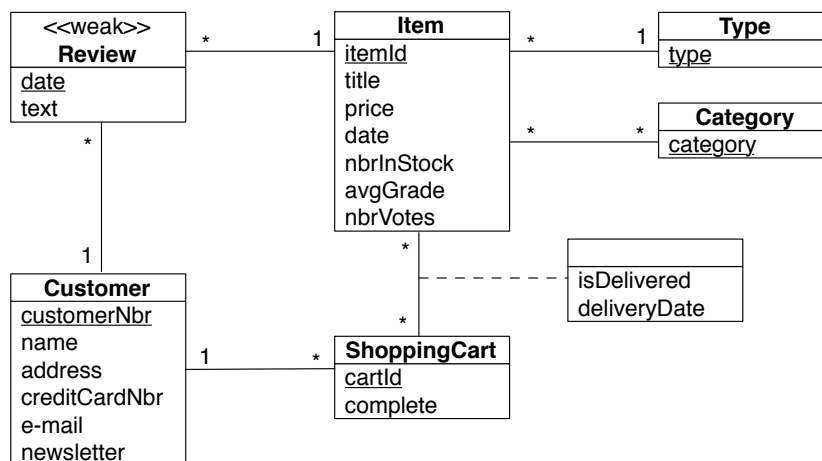 <<weak>>
Review
date
text
*
1
Item
itemId
title
price
date
nbrInStock
avgGrade
nbrVotes
*
1
Type
type
*
*
Category
category
*
1
*
*
isDelivered
deliveryDate
Customer
customerNbr
name
address
creditCardNbr
e-mail
newsletter
1
*
ShoppingCart
cartId
complete